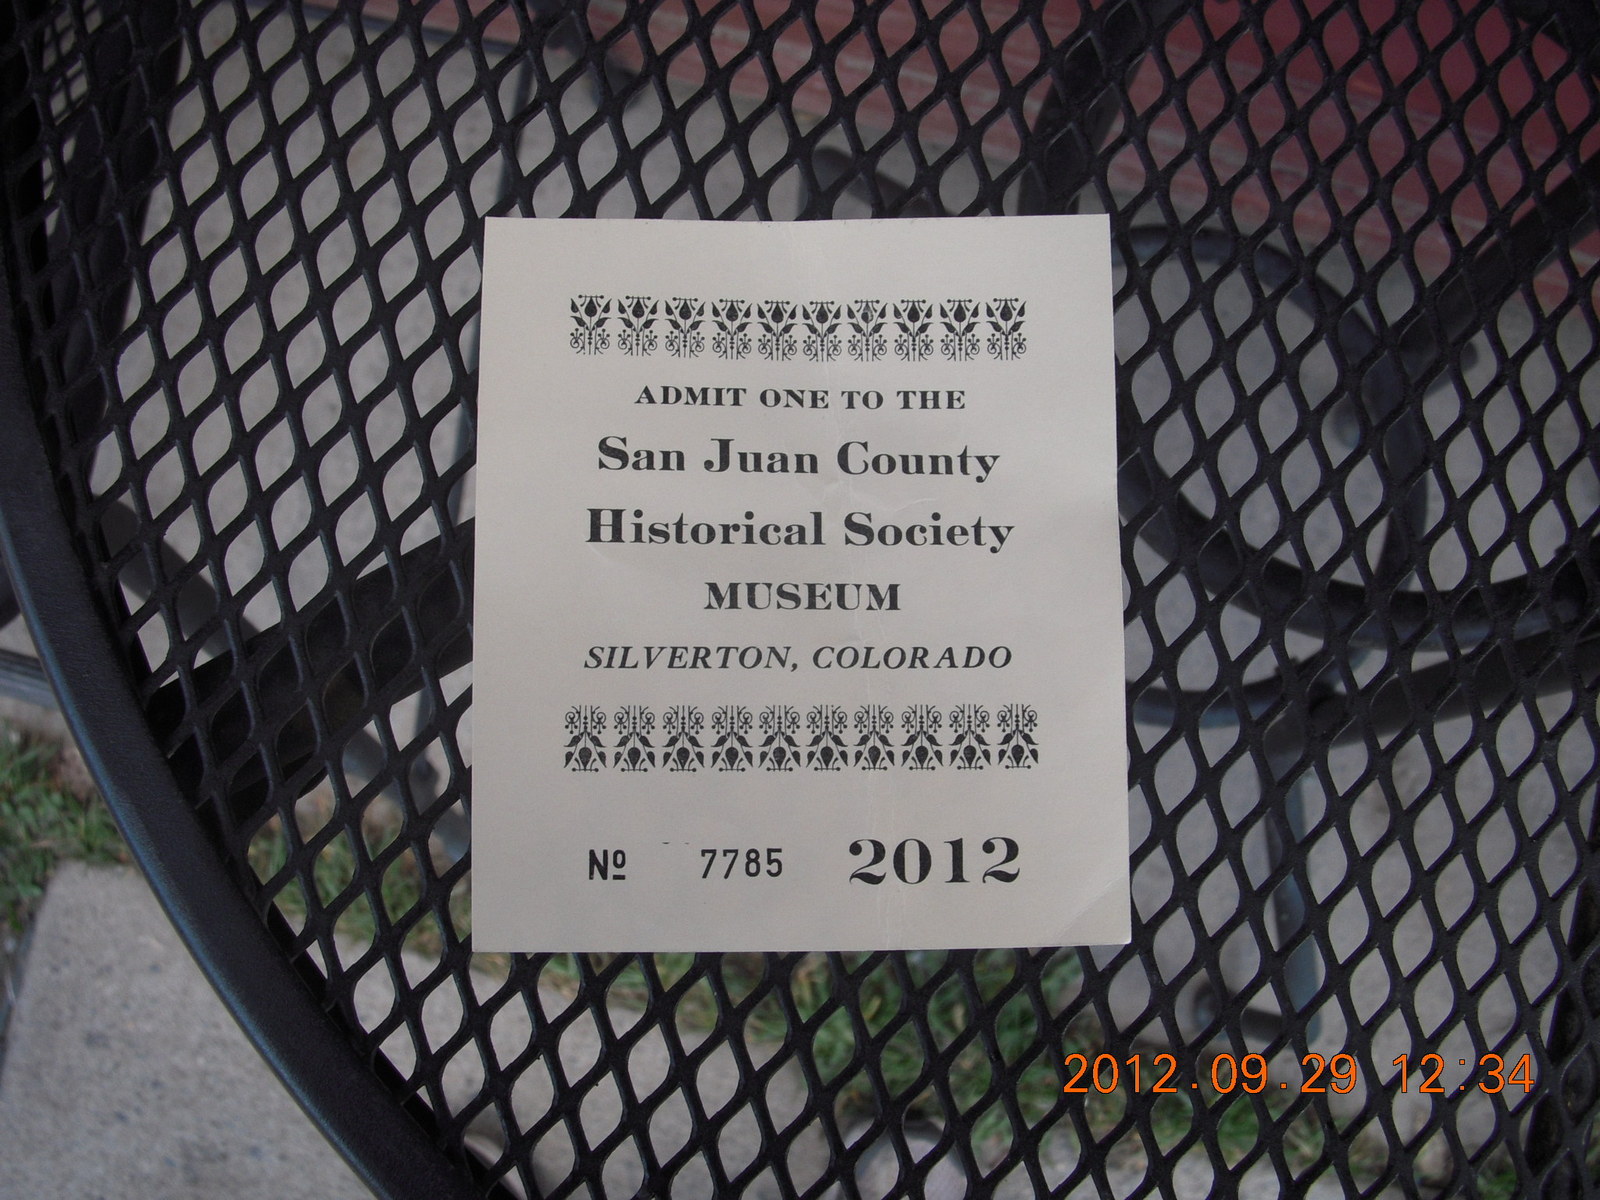 ADMIT ONE TO THE
San Juan County
Historical Society
MUSEUM
SILVERTON, COLORADO
Nº 7785 2012
2012.09.29 12:34